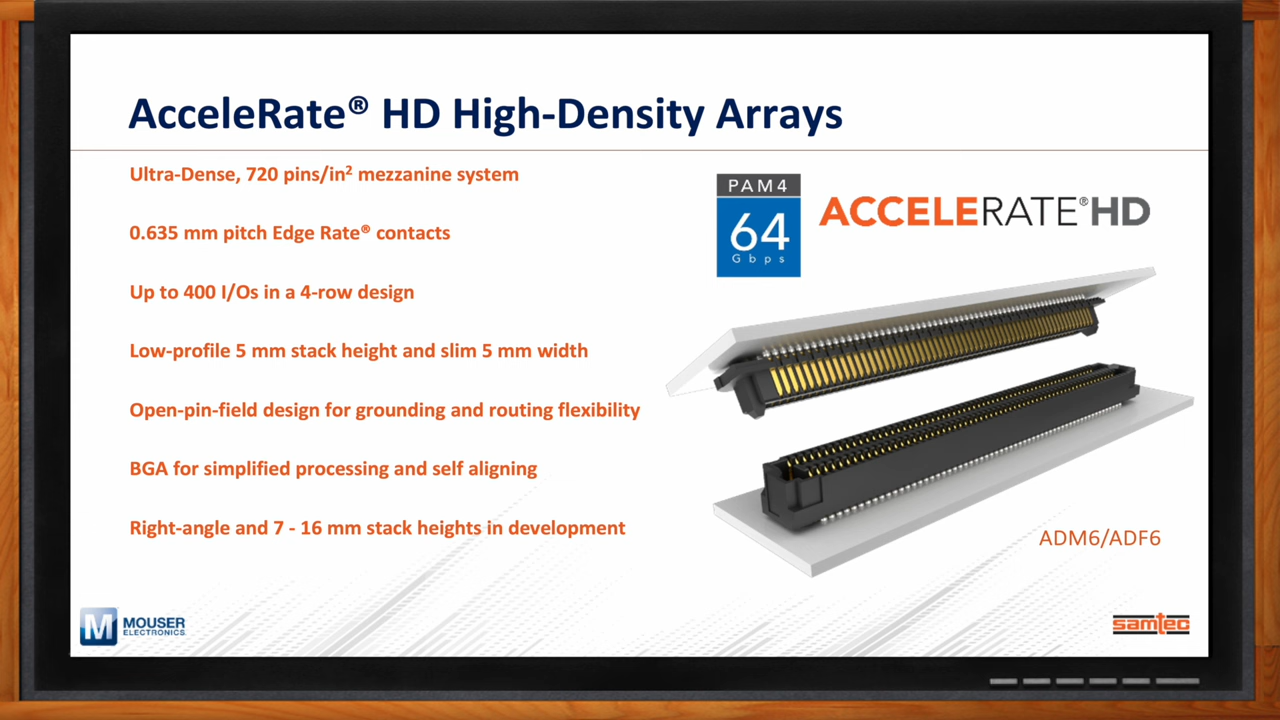 AcceleRate® HD High-Density Arrays
Ultra-Dense, 720 pins/in² mezzanine system
0.635 mm pitch Edge Rate® contacts
Up to 400 I/Os in a 4-row design
Low-profile 5 mm stack height and slim 5 mm width
Open-pin-field design for grounding and routing flexibility
BGA for simplified processing and self aligning
Right-angle and 7 - 16 mm stack heights in development
PAM4
64
Gbps
ACCELERATE®HD
ADM6/ADF6
M MOUSER
ELECTRONICS
samtec